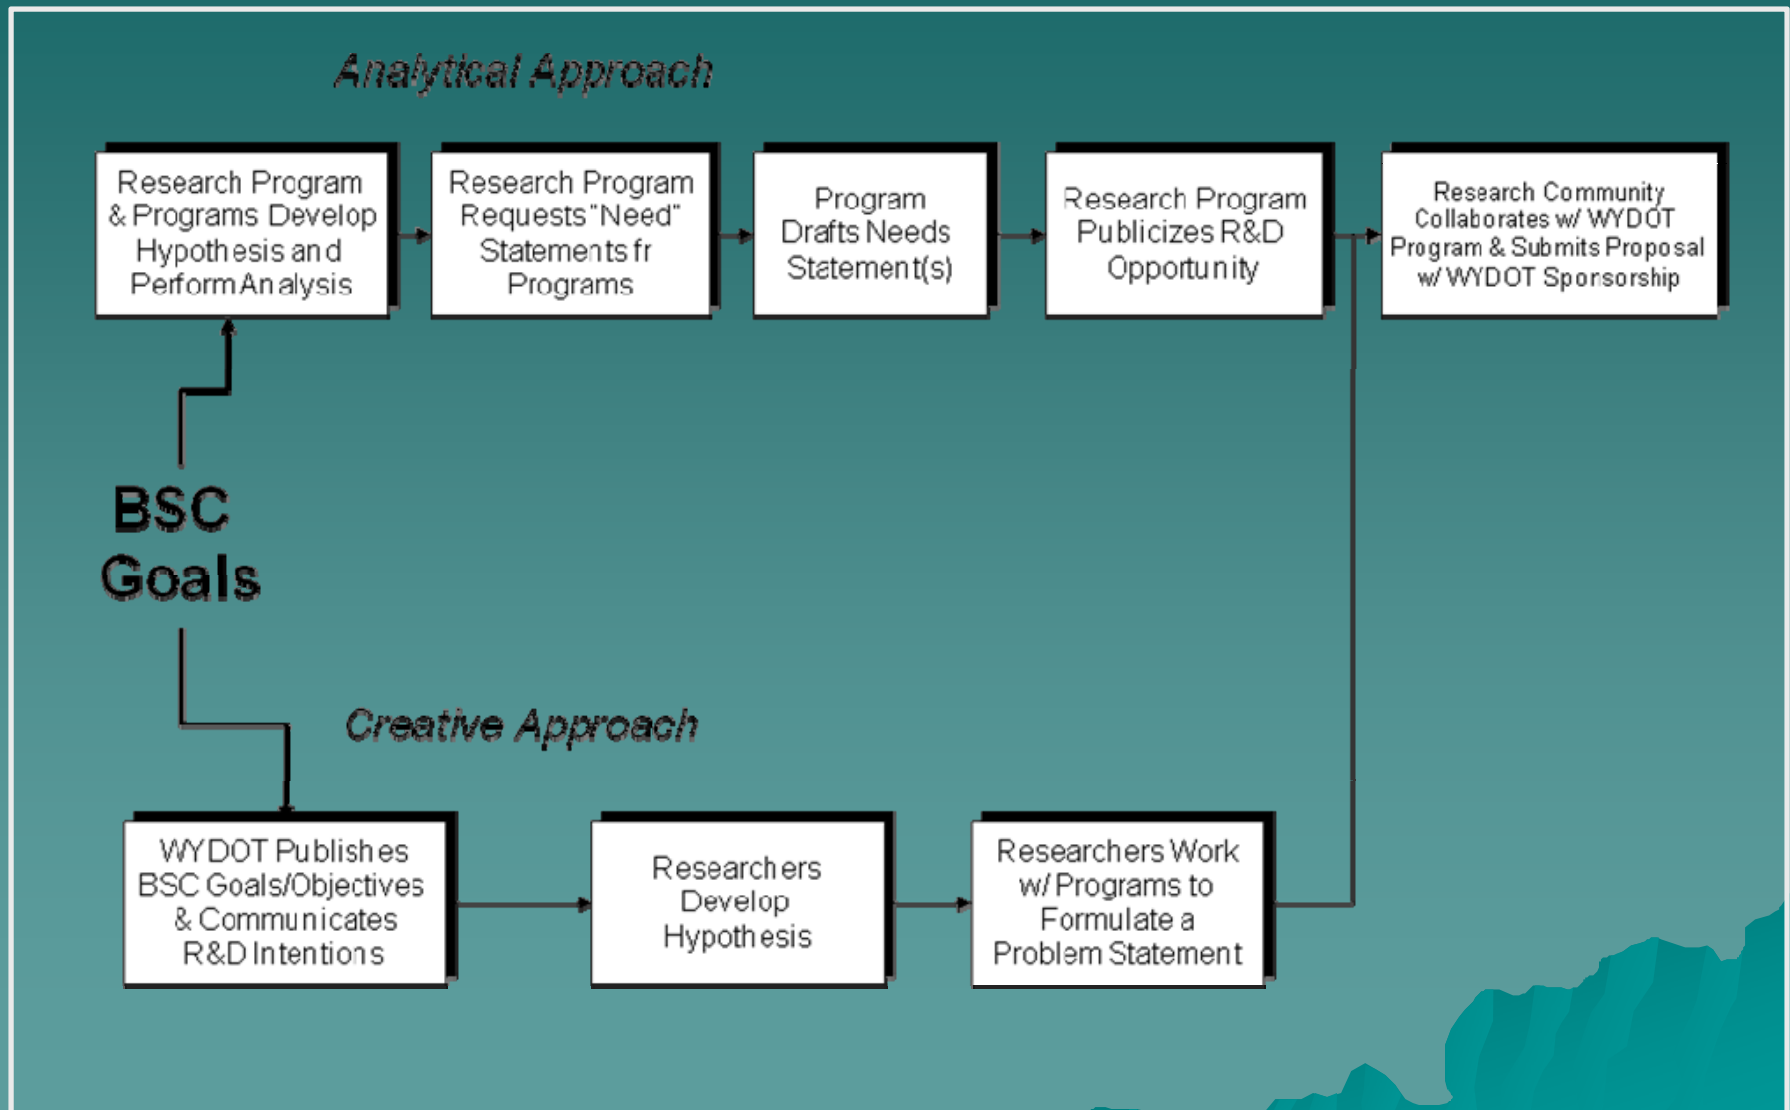 Analytical Approach
Research Program
& Programs Develop
Hypothesis and
Perform Analysis
Research Program
Requests "Need"
Statements fr
Programs
Program
Drafts Needs
Statement(s)
Research Program
Publicizes R&D
Opportunity
Research Community
Collaborates w/ WYDOT
Program & Submits Proposal
w/ WYDOT Sponsorship
BSC
Goals
Creative Approach
WYDOT Publishes
BSC Goals/Objectives
& Communicates
R&D Intentions
Researchers
Develop
Hypothesis
Researchers Work
w/ Programs to
Formulate a
Problem Statement